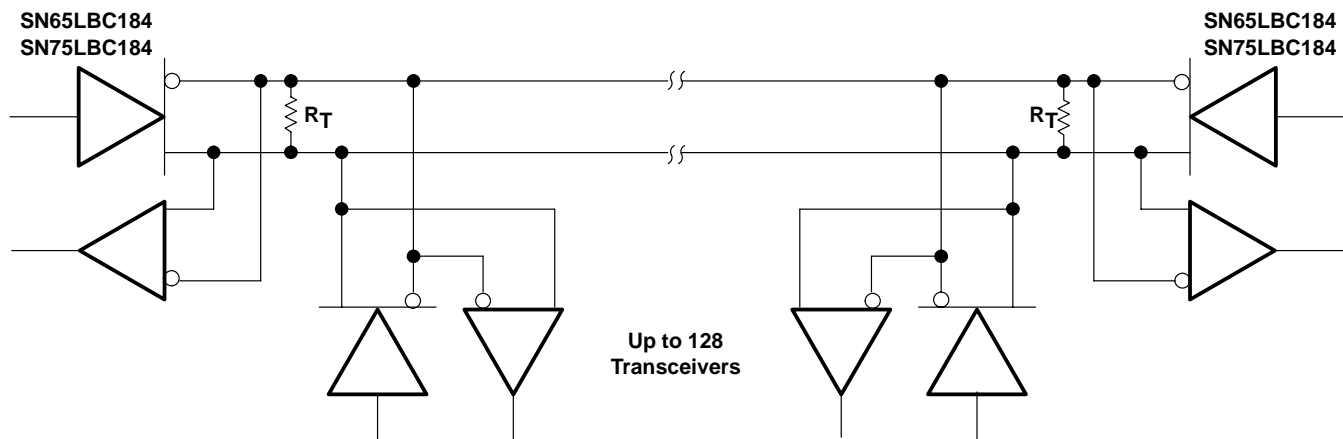 SN65LBC184
SN75LBC184
SN65LBC184
SN75LBC184
RT
RT
Up to 128
Transceivers